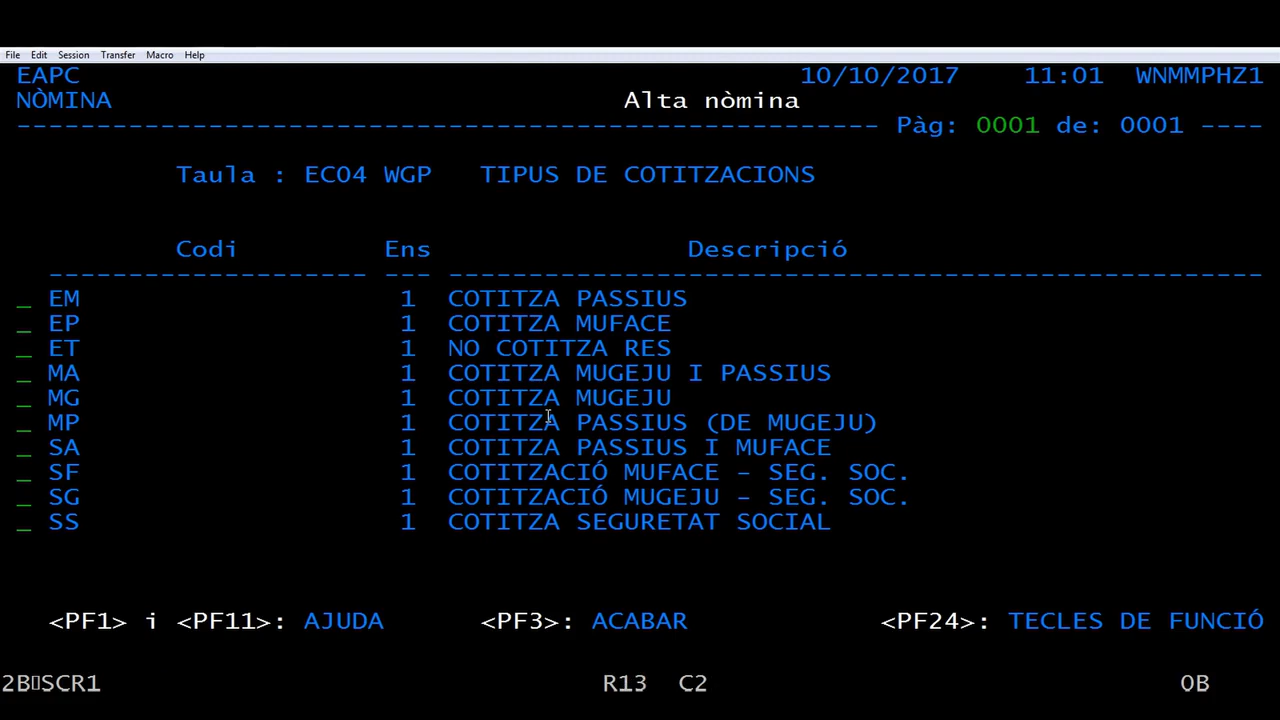 File Edit Session Transfer Macro Help
EAPC 10/10/2017 11:01 WNMMPHZ1
NÒMINA Alta nòmina
------------------------------------------------------ Pàg: 0001 de: 0001 ----
Taula : EC04 WGP TIPUS DE COTITZACIONS
Codi Ens Descripció
-------------------- --- ---------------------------------------------------
_ EM 1 COTITZA PASSIUS
_ EP 1 COTITZA MUFACE
_ ET 1 NO COTITZA RES
_ MA 1 COTITZA MUGEJU I PASSIUS
_ MG 1 COTITZA MUGEJU
_ MP 1 COTITZA PASSIUS (DE MUGEJU)
_ SA 1 COTITZA PASSIUS I MUFACE
_ SF 1 COTITZACIÓ MUFACE - SEG. SOC.
_ SG 1 COTITZACIÓ MUGEJU - SEG. SOC.
_ SS 1 COTITZA SEGURETAT SOCIAL
<PF1> i <PF11>: AJUDA <PF3>: ACABAR <PF24>: TECLES DE FUNCIÓ
2B▯SCR1 R13 C2 0B